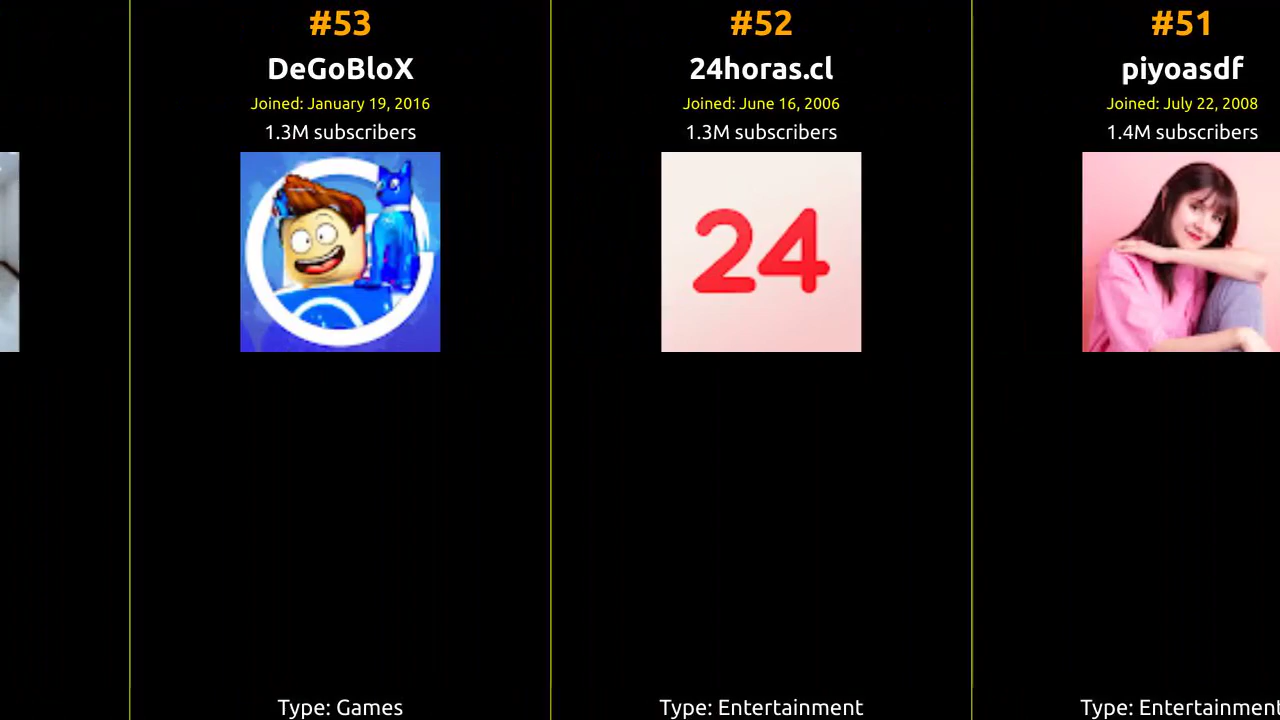 #53
DeGoBloX
Joined: January 19, 2016
1.3M subscribers
Type: Games
#52
24horas.cl
Joined: June 16, 2006
1.3M subscribers
24
Type: Entertainment
#51
piyoasdf
Joined: July 22, 2008
1.4M subscribers
Type: Entertainment